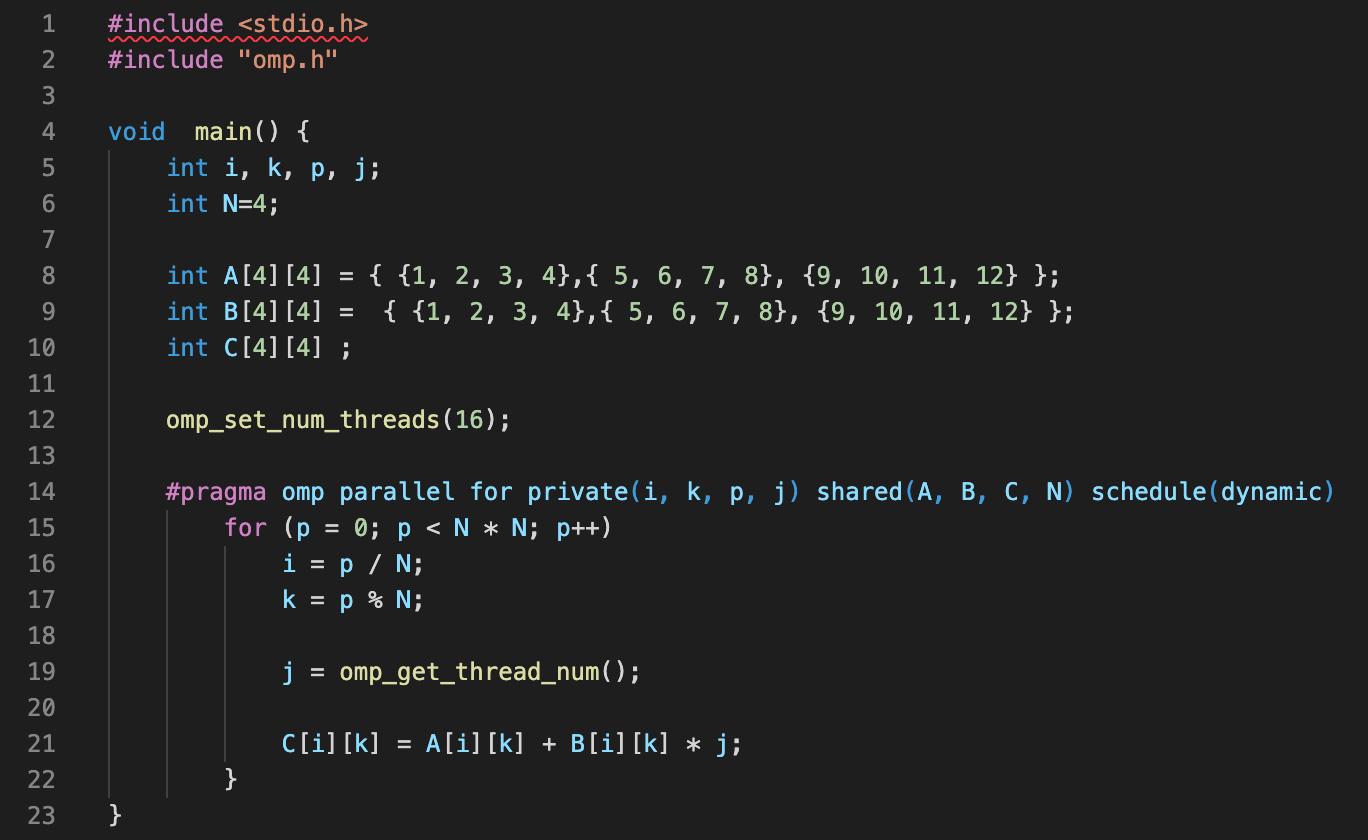 1 #include <stdio.h>
2 #include "omp.h"
3
4 void  main() {
5     int i, k, p, j;
6     int N=4;
7
8     int A[4][4] = { {1, 2, 3, 4},{ 5, 6, 7, 8}, {9, 10, 11, 12} };
9     int B[4][4] =  { {1, 2, 3, 4},{ 5, 6, 7, 8}, {9, 10, 11, 12} };
10     int C[4][4] ;
11
12     omp_set_num_threads(16);
13
14     #pragma omp parallel for private(i, k, p, j) shared(A, B, C, N) schedule(dynamic)
15         for (p = 0; p < N * N; p++)
16             i = p / N;
17             k = p % N;
18
19             j = omp_get_thread_num();
20
21             C[i][k] = A[i][k] + B[i][k] * j;
22         }
23 }